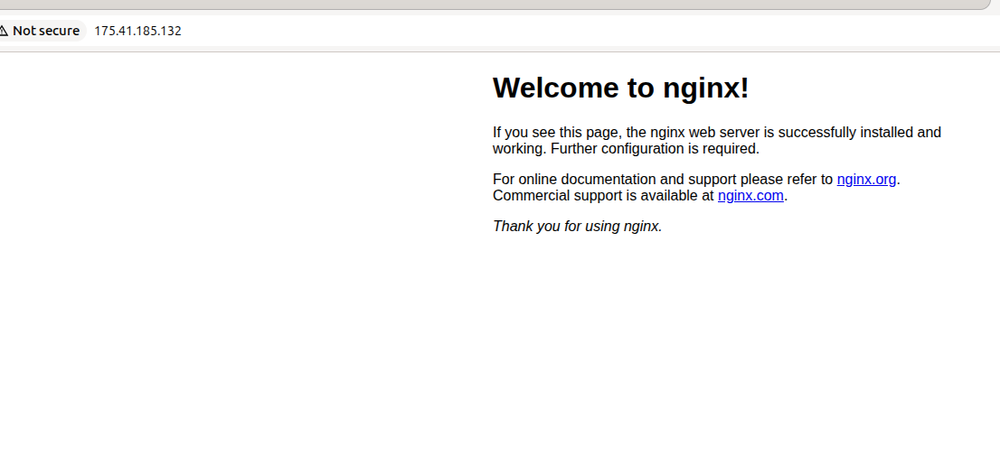 Not secure 175.41.185.132
Welcome to nginx!
If you see this page, the nginx web server is successfully installed and
working. Further configuration is required.
For online documentation and support please refer to nginx.org.
Commercial support is available at nginx.com.
Thank you for using nginx.